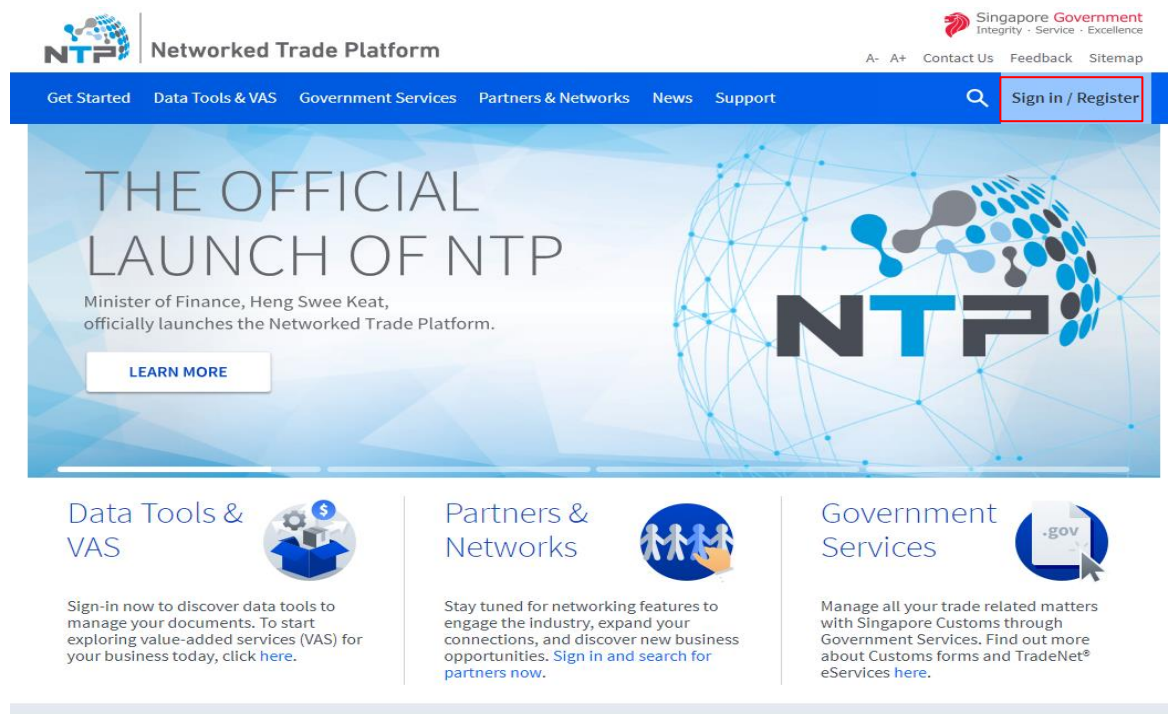 Singapore Government
Integrity · Service · Excellence
NTP
Networked Trade Platform
A- A+ Contact Us Feedback Sitemap
Get Started Data Tools & VAS Government Services Partners & Networks News Support Sign in / Register
THE OFFICIAL
LAUNCH OF NTP
Minister of Finance, Heng Swee Keat,
officially launches the Networked Trade Platform.
LEARN MORE
NTP
Data Tools &
VAS
$
Sign-in now to discover data tools to
manage your documents. To start
exploring value-added services (VAS) for
your business today, click here.
Partners &
Networks
Stay tuned for networking features to
engage the industry, expand your
connections, and discover new business
opportunities. Sign in and search for
partners now.
Government
Services
.gov
Manage all your trade related matters
with Singapore Customs through
Government Services. Find out more
about Customs forms and TradeNet®
eServices here.